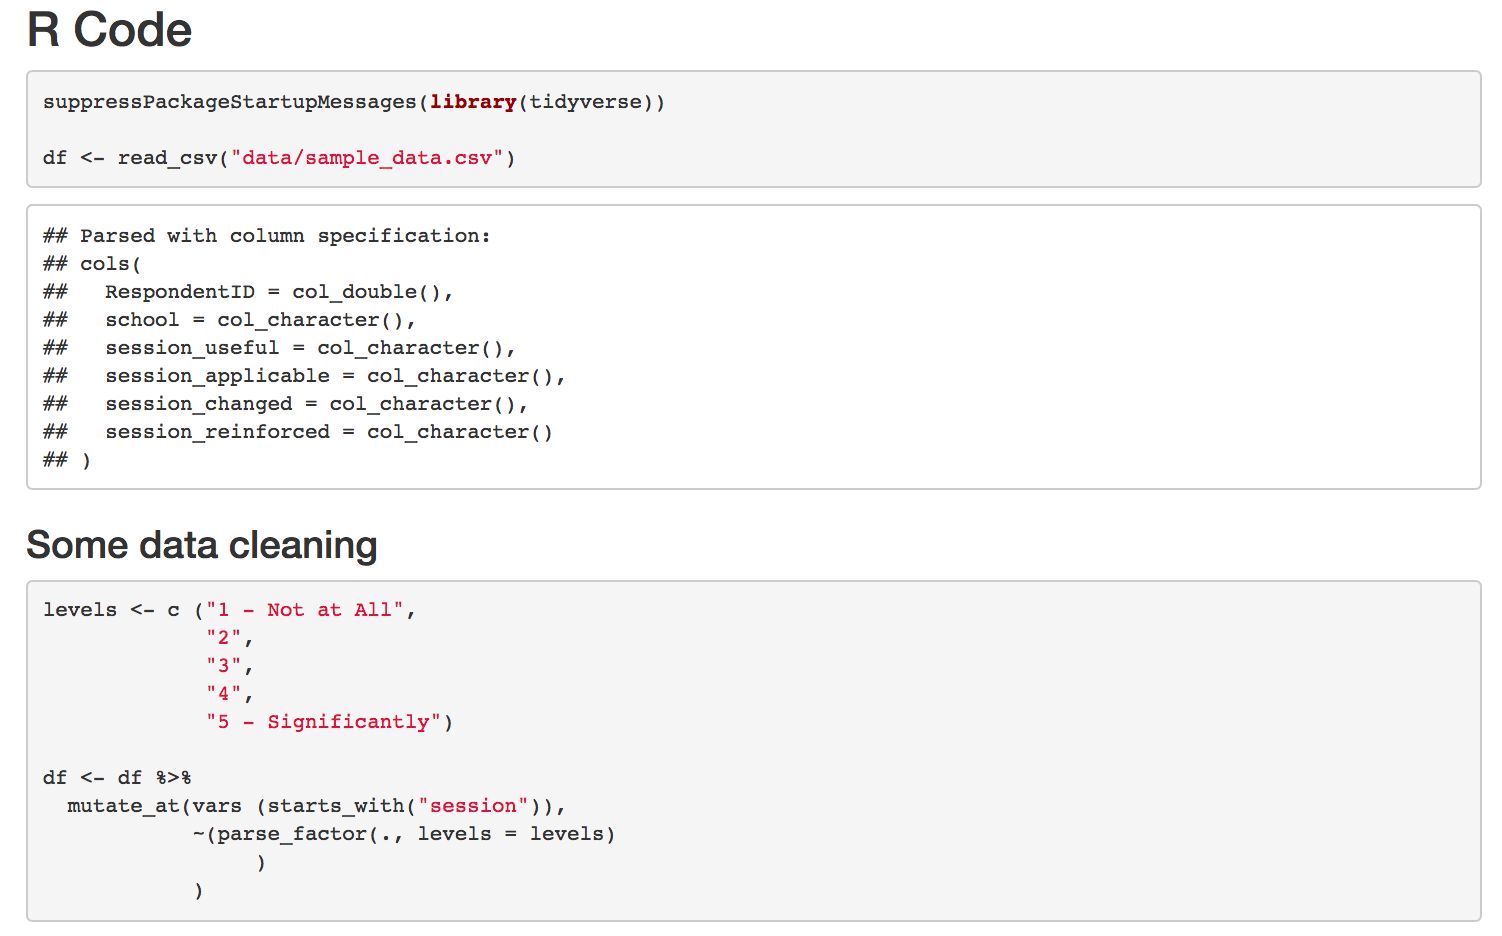 R Code
suppressPackageStartupMessages(library(tidyverse))
df <- read_csv("data/sample_data.csv")
## Parsed with column specification:
## cols(
##   RespondentID = col_double(),
##   school = col_character(),
##   session_useful = col_character(),
##   session_applicable = col_character(),
##   session_changed = col_character(),
##   session_reinforced = col_character()
## )
Some data cleaning
levels <- c ("1 - Not at All",
             "2",
             "3",
             "4",
             "5 - Significantly")
df <- df %>%
  mutate_at(vars (starts_with("session")),
            ~(parse_factor(., levels = levels)
                 )
            )